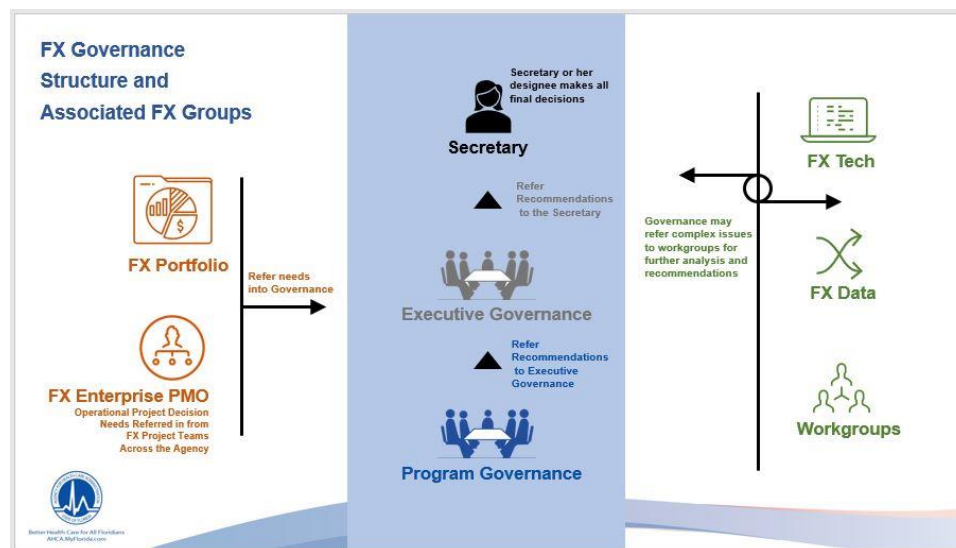 FX Governance
Structure and
Associated FX Groups
FX Portfolio
Refer needs
into Governance
FX Enterprise PMO
Operational Project Decision
Needs Referred in from
FX Project Teams
Across the Agency
Better Health Care for All Floridians
AHCA.MyFlorida.com
Secretary or her
designee makes all
final decisions
Secretary
Refer
Recommendations
to the Secretary
Executive Governance
Refer
Recommendations
to Executive
Governance
Program Governance
Governance may
refer complex issues
to workgroups for
further analysis and
recommendations
FX Tech
FX Data
Workgroups